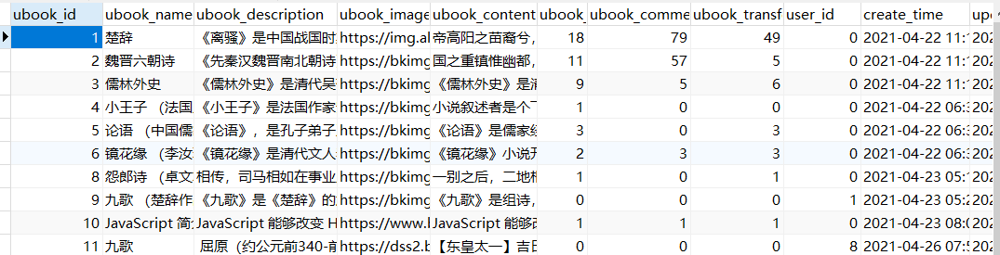 ubook_id ubook_name ubook_description ubook_image ubook_content ubook_ ubook_comme ubook_transf user_id create_time upd
1 楚辞 《离骚》是中国战国时 https://img.al 帝高阳之苗裔兮, 18 79 49 0 2021-04-22 11:1 202
2 魏晋六朝诗 《先秦汉魏晋南北朝诗 https://bkimg 国之重镇惟幽都, 11 57 5 0 2021-04-22 11:1 202
3 儒林外史 《儒林外史》是清代吴 https://bkimg 《儒林外史》是清 9 5 6 0 2021-04-22 11:1 202
4 小王子 (法国 《小王子》是法国作家 https://bkimg 小说叙述者是个飞 1 0 0 0 2021-04-22 06:3 202
5 论语 (中国儒 《论语》,是孔子弟子 https://bkimg 《论语》是儒家经 3 0 3 0 2021-04-22 06:3 202
6 镜花缘 (李汝 《镜花缘》是清代文人 https://bkimg 《镜花缘》小说开 2 3 3 0 2021-04-22 06:3 202
8 怨郎诗 (卓文 相传,司马相如在事业 https://bkimg 一别之后,二地相 1 0 1 0 2021-04-23 05:1 202
9 九歌 (楚辞作 《九歌》是《楚辞》的 https://bkimg 《九歌》是组诗, 0 0 0 1 2021-04-23 05:2 202
10 JavaScript 简 JavaScript 能够改变 H https://www.l JavaScript 能够改 1 1 1 0 2021-04-23 08:0 202
11 九歌 屈原(约公元前340-前 https://dss2.b 【东皇太一】吉日 0 0 0 8 2021-04-26 07:5 202